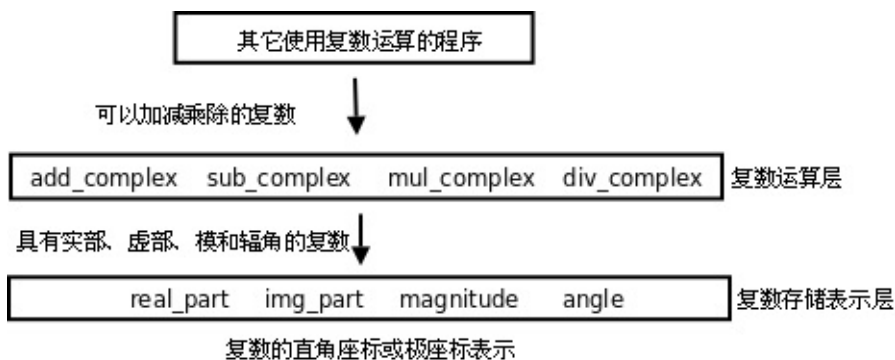 其它使用复数运算的程序
可以加减乘除的复数
add_complex sub_complex mul_complex div_complex 复数运算层
具有实部、虚部、模和辐角的复数
real_part img_part magnitude angle 复数存储表示层
复数的直角座标或极座标表示